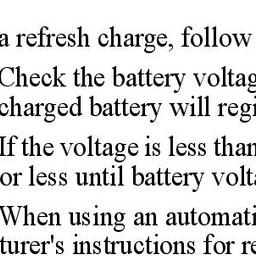 a refresh charge, follow
Check the battery voltag
charged battery will regi
If the voltage is less than
or less until battery volta
When using an automati
turer's instructions for re